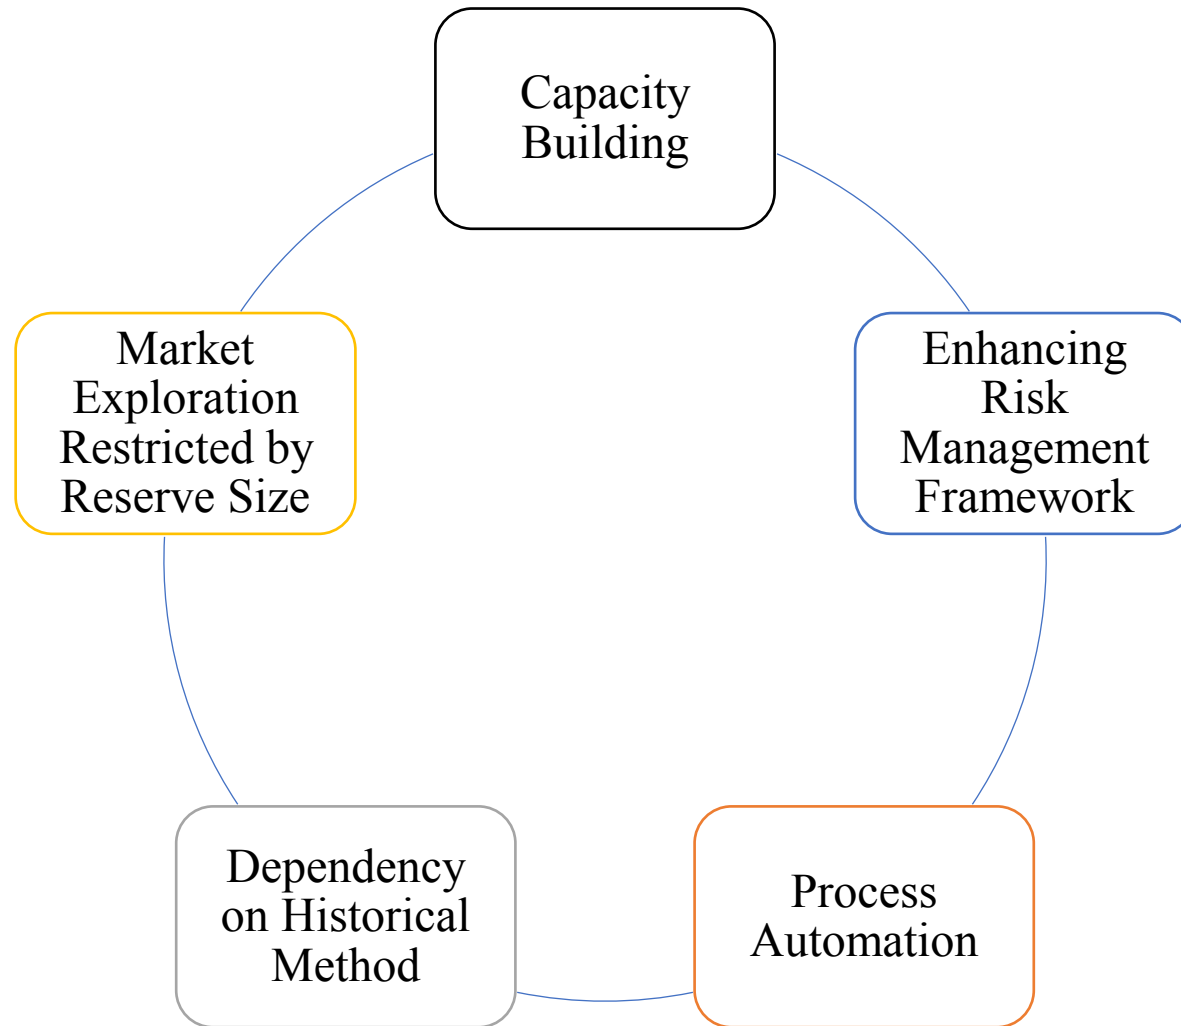 Capacity
Building
Enhancing
Risk
Management
Framework
Process
Automation
Dependency
on Historical
Method
Market
Exploration
Restricted by
Reserve Size